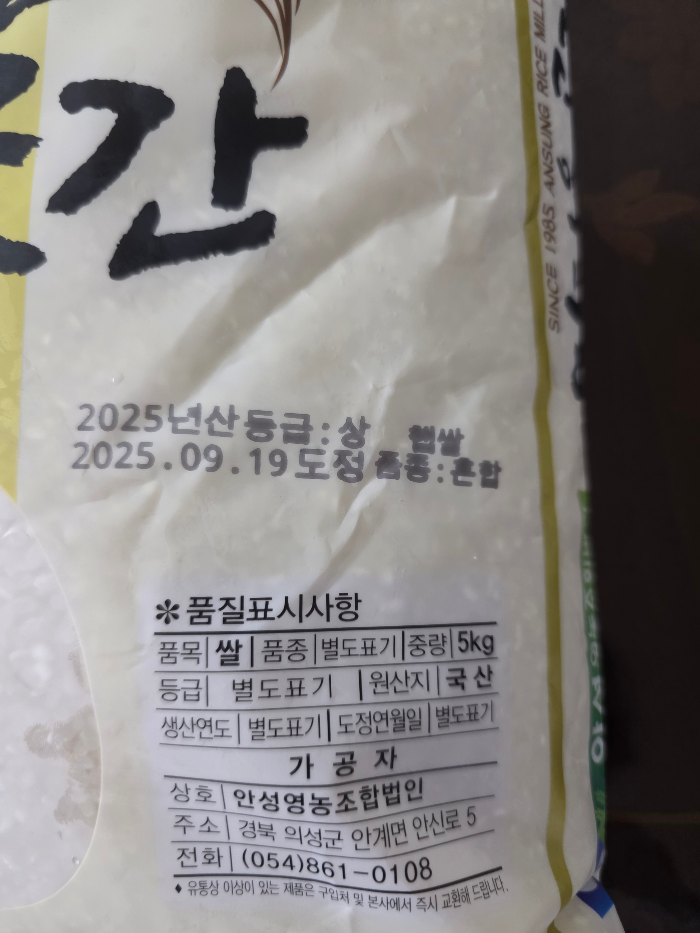 간
SINCE 1985 ANSUNG RICE MILL
2025년산 등급 : 상 햅쌀
2025.09.19 도정 품종 : 혼합
✻ 품질표시사항
품목 쌀 품종 별도표기 중량 5kg
등급 별도표기 원산지 국산
생산연도 별도표기 도정연월일 별도표기
가 공 자
상호 안성영농조합법인
주소 경북 의성군 안계면 안신로 5
전화 (054)861-0108
♦ 유통상 이상이 있는 제품은 구입처 및 본사에서 즉시 교환해 드립니다.